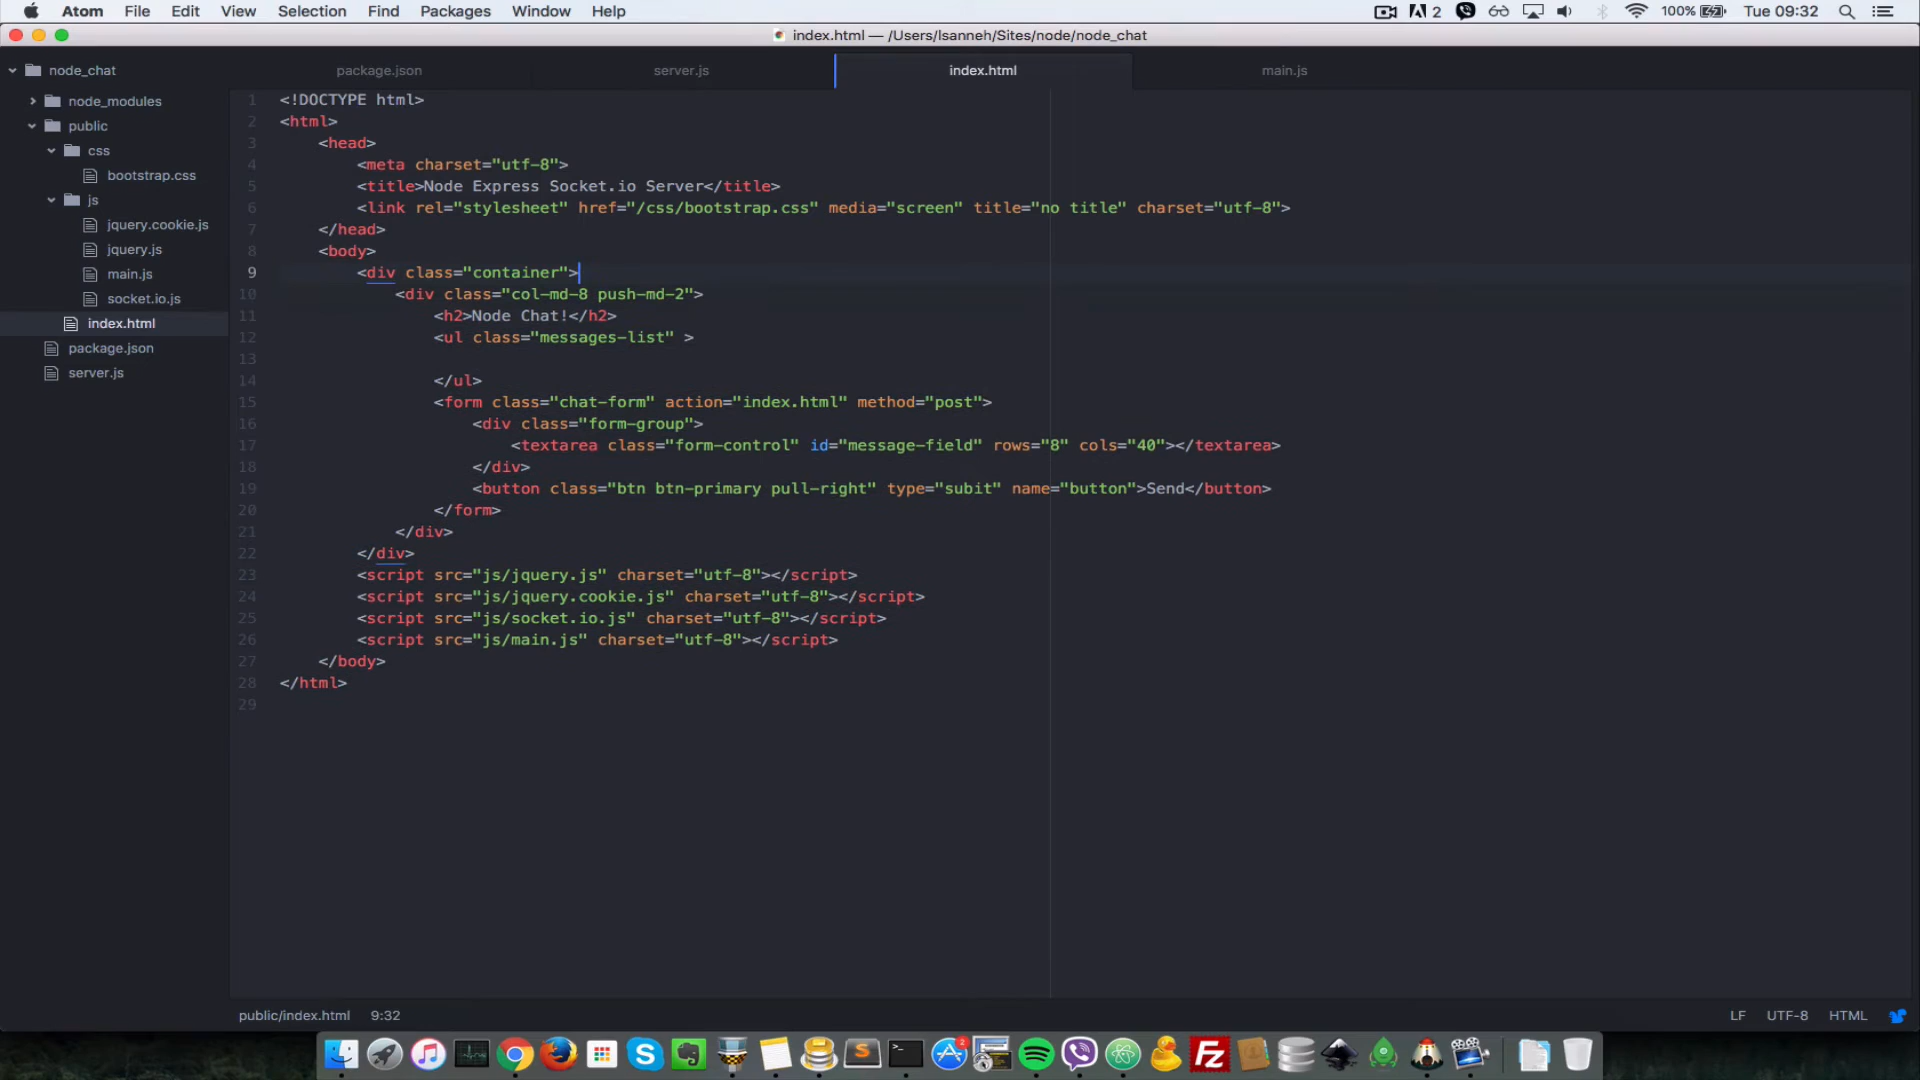 Atom File Edit View Selection Find Packages Window Help 2 100% Tue 09:32
index.html — /Users/lsanneh/Sites/node/node_chat
node_chat
node_modules
public
css
bootstrap.css
js
jquery.cookie.js
jquery.js
main.js
socket.io.js
index.html
package.json
server.js
package.json server.js index.html main.js
1 <!DOCTYPE html>
2 <html>
3 <head>
4 <meta charset="utf-8">
5 <title>Node Express Socket.io Server</title>
6 <link rel="stylesheet" href="/css/bootstrap.css" media="screen" title="no title" charset="utf-8">
7 </head>
8 <body>
9 <div class="container">
10 <div class="col-md-8 push-md-2">
11 <h2>Node Chat!</h2>
12 <ul class="messages-list" >
13
14 </ul>
15 <form class="chat-form" action="index.html" method="post">
16 <div class="form-group">
17 <textarea class="form-control" id="message-field" rows="8" cols="40"></textarea>
18 </div>
19 <button class="btn btn-primary pull-right" type="subit" name="button">Send</button>
20 </form>
21 </div>
22 </div>
23 <script src="js/jquery.js" charset="utf-8"></script>
24 <script src="js/jquery.cookie.js" charset="utf-8"></script>
25 <script src="js/socket.io.js" charset="utf-8"></script>
26 <script src="js/main.js" charset="utf-8"></script>
27 </body>
28 </html>
29
public/index.html 9:32 LF UTF-8 HTML
2
S
S
>_
Fz